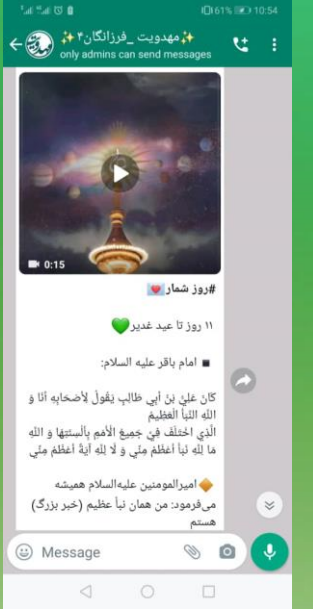 61% 10:54
✨مهدویت _فرزانگان۴✨
only admins can send messages
0:15
#روز شمار 💌
۱۱ روز تا عید غدیر💚
◾ امام باقر علیه السلام:
كَانَ عَلِيُّ بْنُ أَبِي طَالِبٍ يَقُولُ لِأَصْحَابِهِ أَنَا وَ
اللَّهِ النَّبَأُ الْعَظِيمُ
الَّذِي اخْتَلَفَ فِيَّ جَمِيعُ الْأُمَمِ بِأَلْسِنَتِهَا وَ اللَّهِ
مَا لِلَّهِ نَبَأٌ أَعْظَمُ مِنِّي وَ لَا لِلَّهِ آيَةٌ أَعْظَمُ مِنِّي
🔶امیرالمومنین علیه‌السلام همیشه
می‌فرمود: من همان نبأ عظیم (خبر بزرگ)
هستم
Message